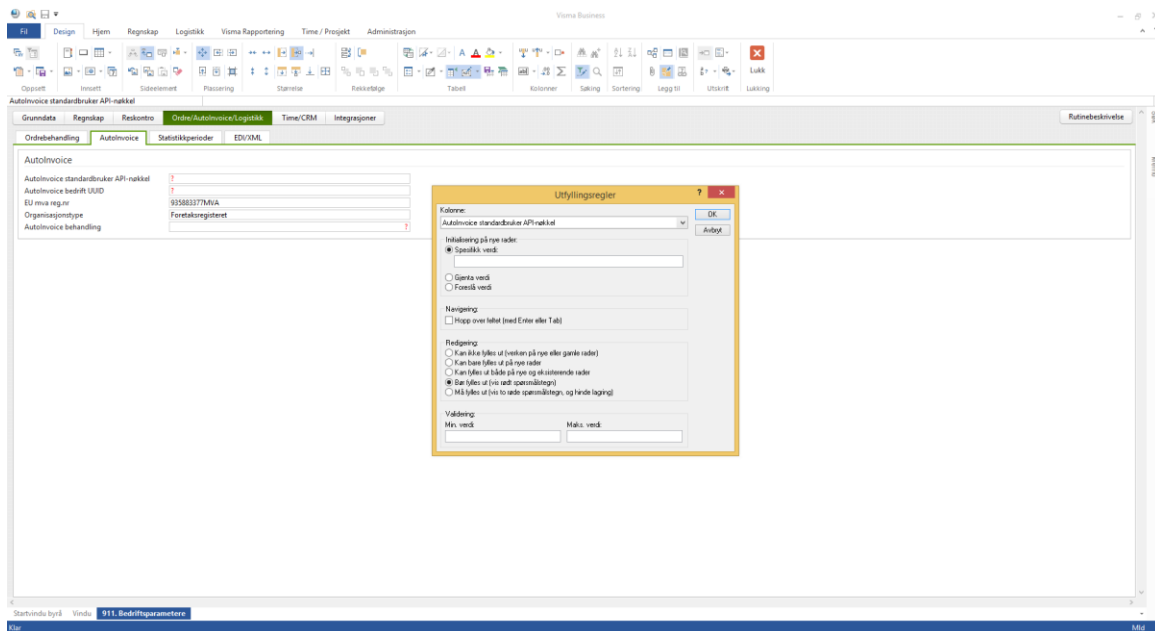 Visma Business
Fil Design Hjem Regnskap Logistikk Visma Rapportering Time / Prosjekt Administrasjon
Lukk
Oppsett Innsett Sideelement Plassering Størrelse Rekkefølge Tabell Kolonner Søking Sortering Legg til Utskrift Lukking
AutoInvoice standardbruker API-nøkkel
Grunndata Regnskap Reskontro Ordre/AutoInvoice/Logistikk Time/CRM Integrasjoner Rutinebeskrivelse
Ordrebehandling AutoInvoice Statistikkperioder EDI/XML
AutoInvoice
AutoInvoice standardbruker API-nøkkel ?
AutoInvoice bedrift UUID ?
EU mva reg.nr 935883377MVA
Organisasjonstype Foretaksregisteret
AutoInvoice behandling ?
Utfyllingsregler ? ×
Kolonne:
AutoInvoice standardbruker API-nøkkel
OK
Avbryt
Initialisering på nye rader:
Spesifikk verdi:
Gjenta verdi
Foreslå verdi
Navigering:
Hopp over feltet (med Enter eller Tab)
Redigering:
Kan ikke fylles ut (verken på nye eller gamle rader)
Kan bare fylles ut på nye rader
Kan fylles ut både på nye og eksisterende rader
Bør fylles ut (vis rødt spørsmålstegn)
Må fylles ut (vis to røde spørsmålstegn, og hindre lagring)
Validering:
Min. verdi: Maks. verdi:
Startvindu byrå Vindu 911. Bedriftsparametere
Klar Mld